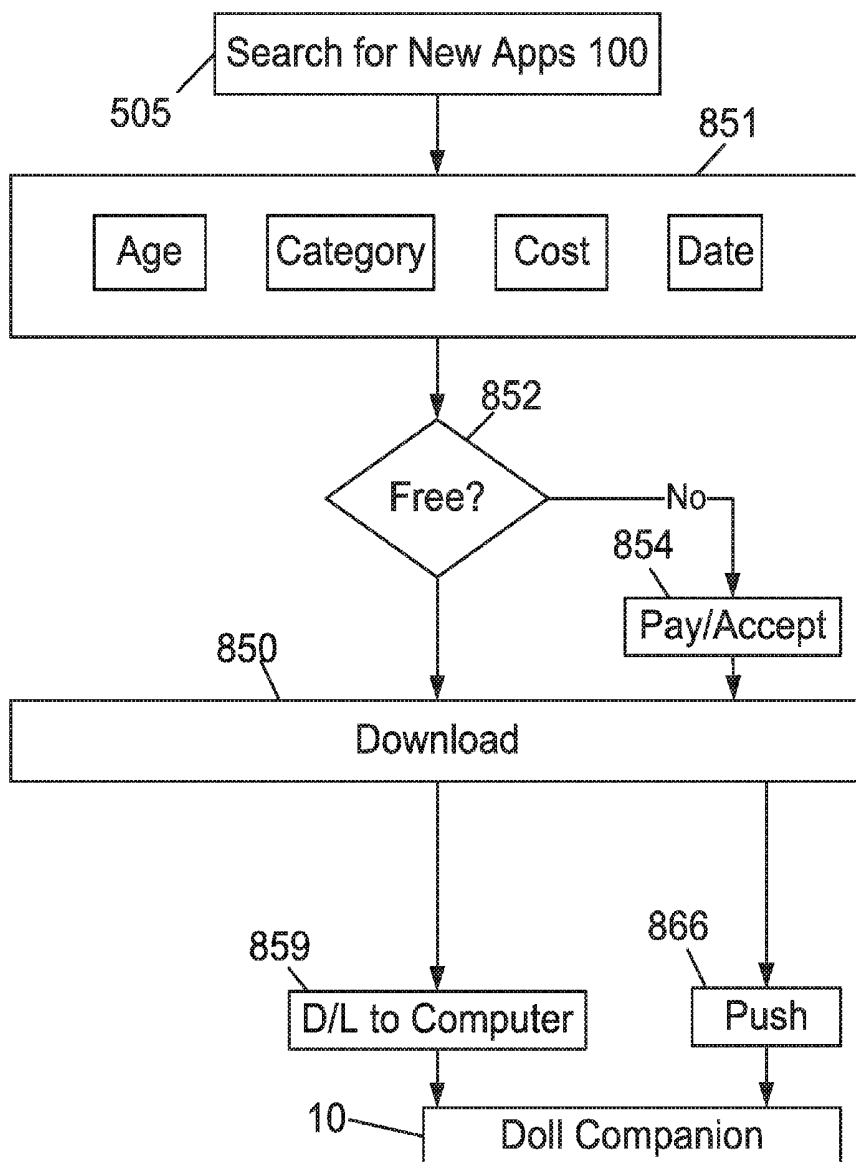 Search for New Apps 100
505
851
Age Category Cost Date
852
Free?
No
854
Pay/Accept
850
Download
859
866
D/L to Computer
Push
10
Doll Companion